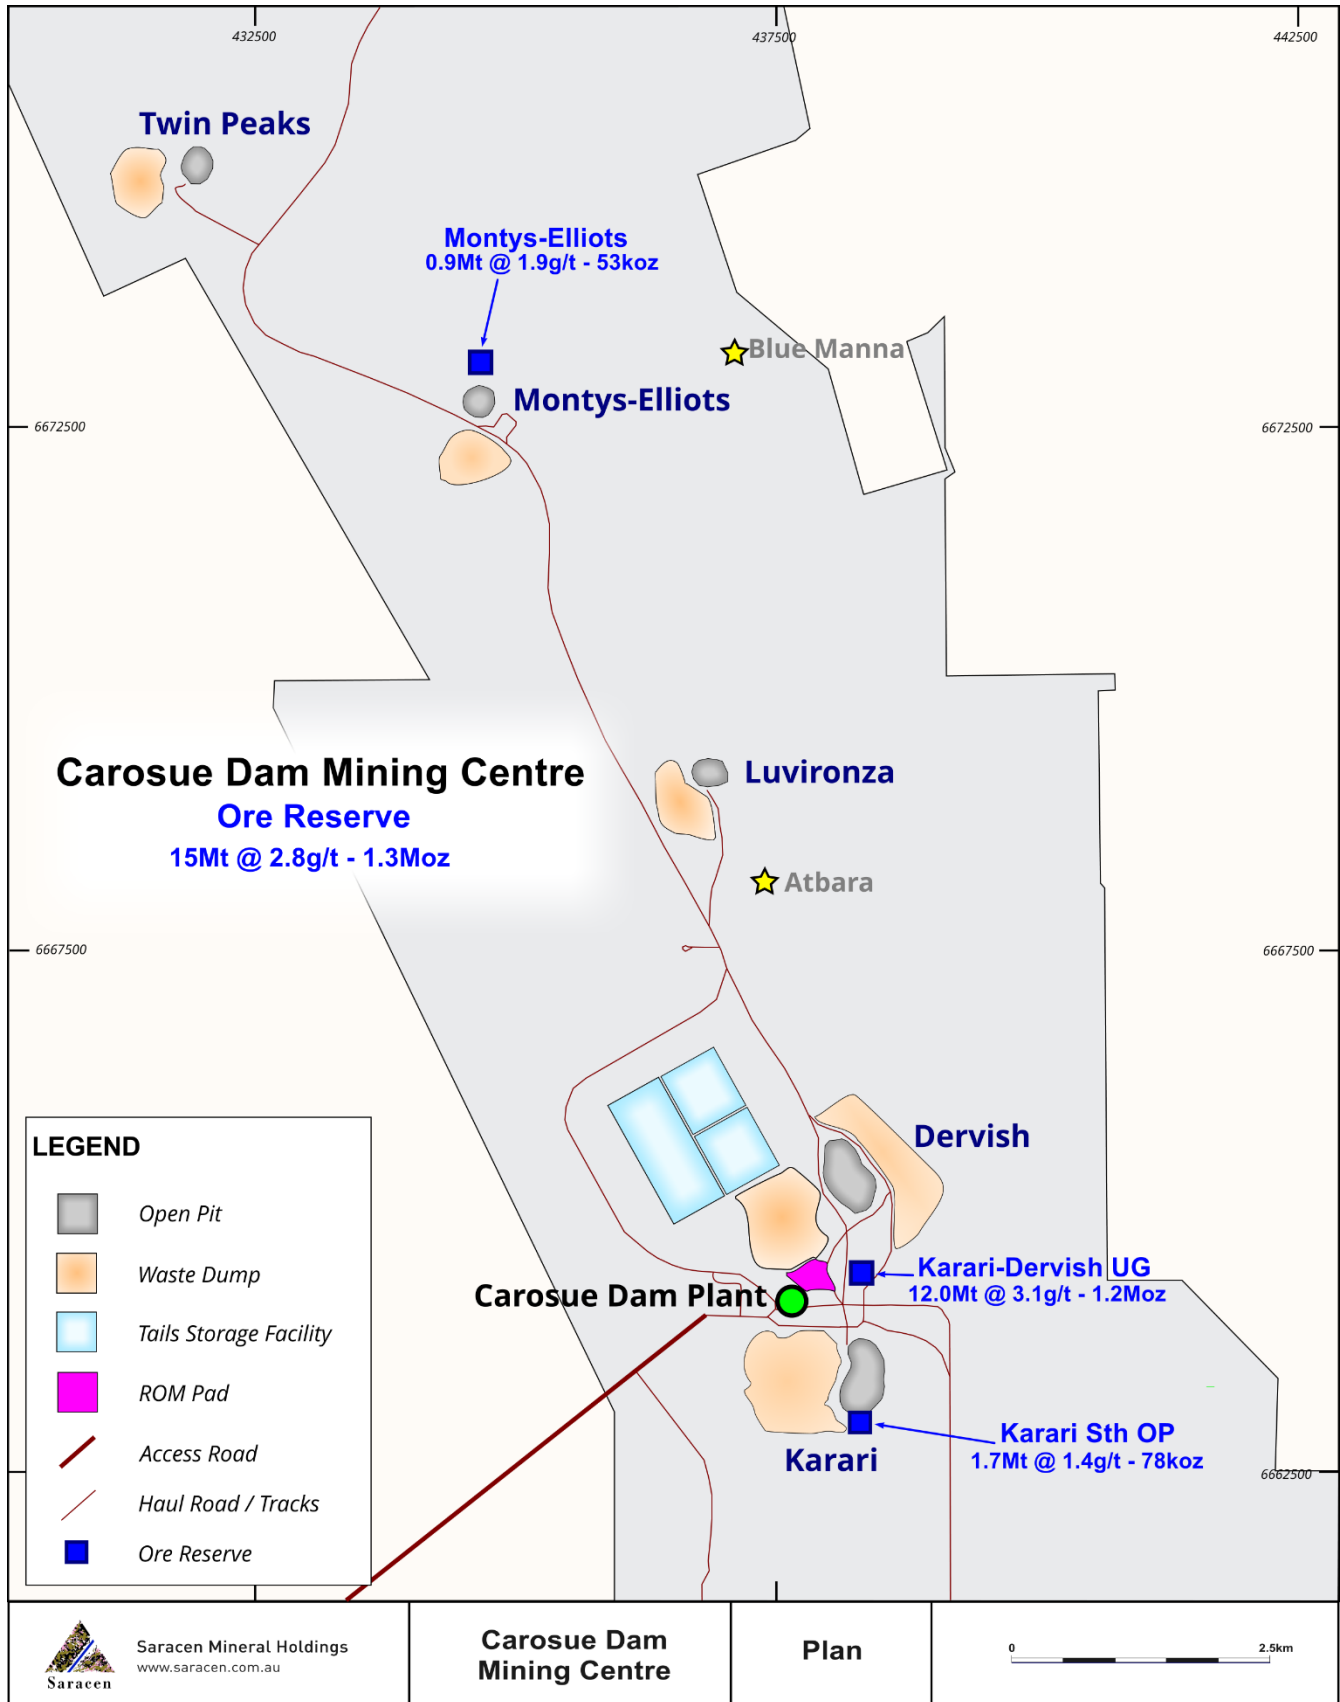 432500
437500
442500
Twin Peaks
Montys-Elliots
0.9Mt @ 1.9g/t - 53koz
Blue Manna
Montys-Elliots
6672500
6672500
Carosue Dam Mining Centre
Ore Reserve
15Mt @ 2.8g/t - 1.3Moz
Luvironza
Atbara
6667500
6667500
Dervish
Karari-Dervish UG
12.0Mt @ 3.1g/t - 1.2Moz
Carosue Dam Plant
Karari Sth OP
1.7Mt @ 1.4g/t - 78koz
Karari
6662500
LEGEND
Open Pit
Waste Dump
Tails Storage Facility
ROM Pad
Access Road
Haul Road / Tracks
Ore Reserve
Saracen
Saracen Mineral Holdings
www.saracen.com.au
Carosue Dam
Mining Centre
Plan
0
2.5km